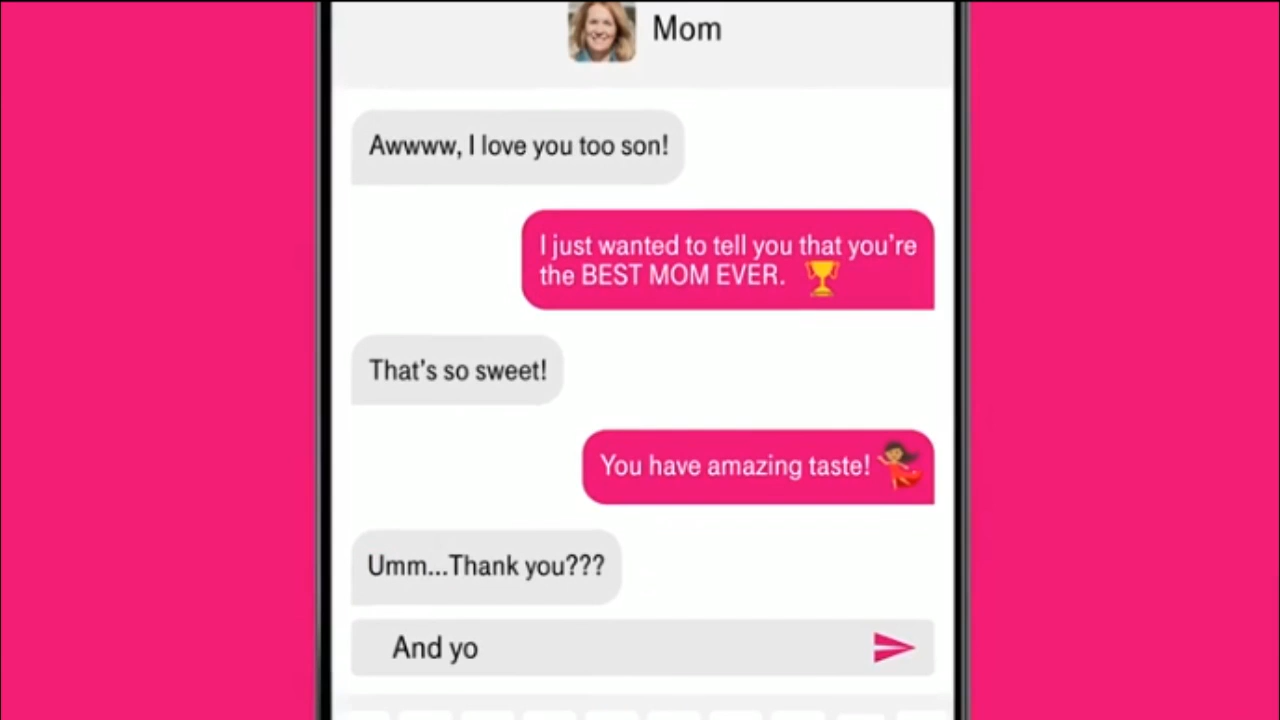 Mom
Awwww, I love you too son!
I just wanted to tell you that you’re
the BEST MOM EVER. 🏆
That’s so sweet!
You have amazing taste! 💃
Umm...Thank you???
And yo